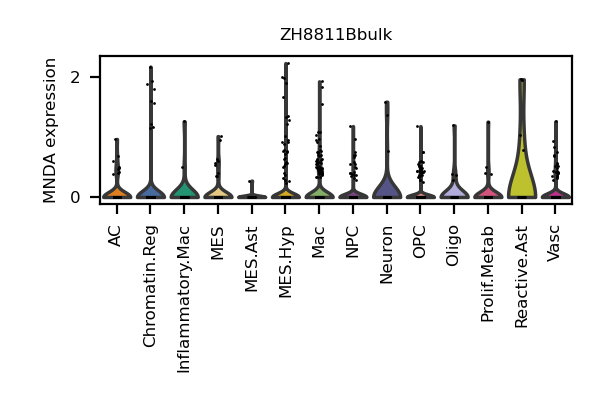 ZH8811Bbulk
MNDA expression
2
0
AC
Chromatin.Reg
Inflammatory.Mac
MES
MES.Ast
MES.Hyp
Mac
NPC
Neuron
OPC
Oligo
Prolif.Metab
Reactive.Ast
Vasc